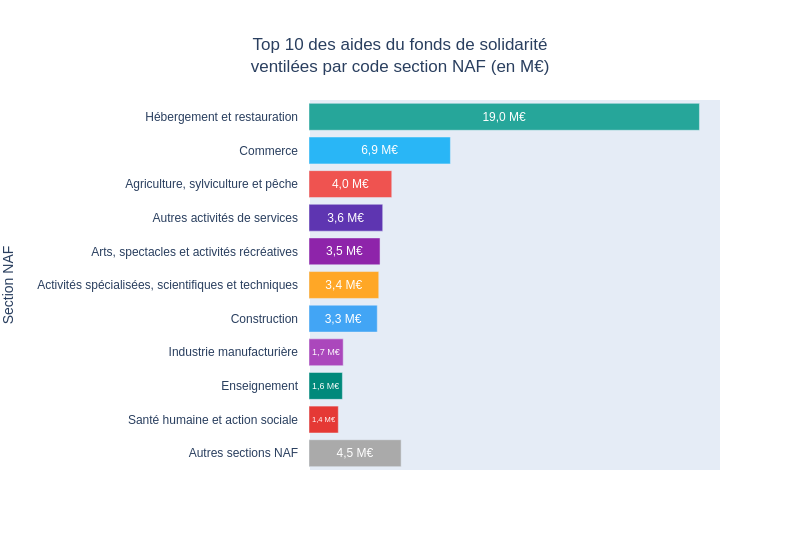 Top 10 des aides du fonds de solidarité
ventilées par code section NAF (en M€)
Section NAF
Hébergement et restauration 19,0 M€
Commerce 6,9 M€
Agriculture, sylviculture et pêche 4,0 M€
Autres activités de services 3,6 M€
Arts, spectacles et activités récréatives 3,5 M€
Activités spécialisées, scientifiques et techniques 3,4 M€
Construction 3,3 M€
Industrie manufacturière 1,7 M€
Enseignement 1,6 M€
Santé humaine et action sociale 1,4 M€
Autres sections NAF 4,5 M€